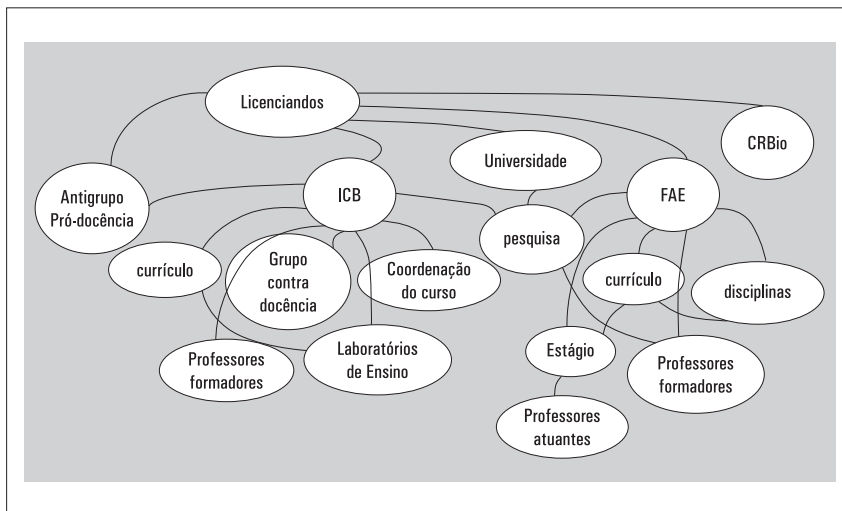 Licenciandos
CRBio
Universidade
Antigrupo
Pró-docência
ICB
FAE
pesquisa
currículo
Grupo
contra
docência
Coordenação
do curso
currículo
disciplinas
Professores
formadores
Laboratórios
de Ensino
Estágio
Professores
formadores
Professores
atuantes